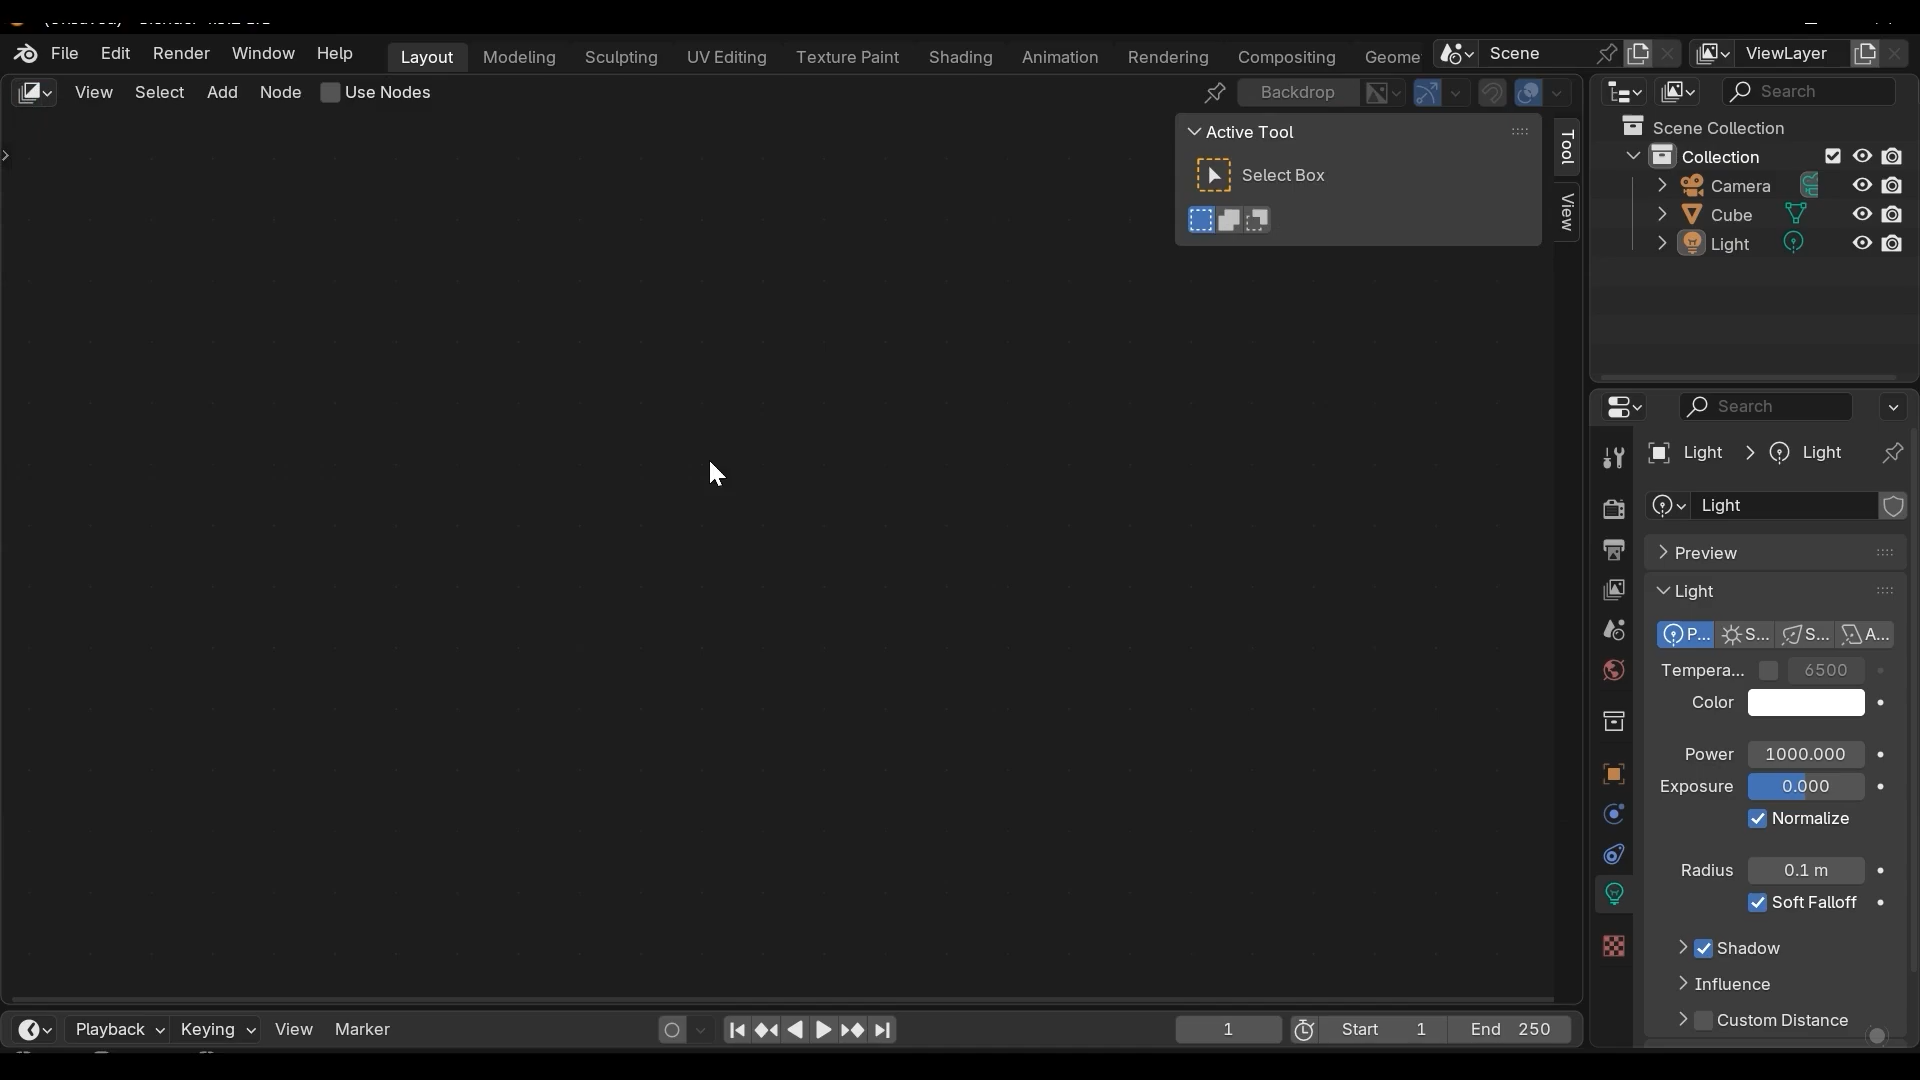 File Edit Render Window Help Layout Modeling Sculpting UV Editing Texture Paint Shading Animation Rendering Compositing Geome Scene ViewLayer
View Select Add Node Use Nodes Backdrop Search
Active Tool
Select Box
Tool
View
Scene Collection
Collection
Camera
Cube
Light
Search
Light Light
Light
Preview
Light
P... S... S... A...
Tempera... 6500
Color
Power 1000.000
Exposure 0.000
Normalize
Radius 0.1 m
Soft Falloff
Shadow
Influence
Custom Distance
Playback Keying View Marker 1 Start 1 End 250